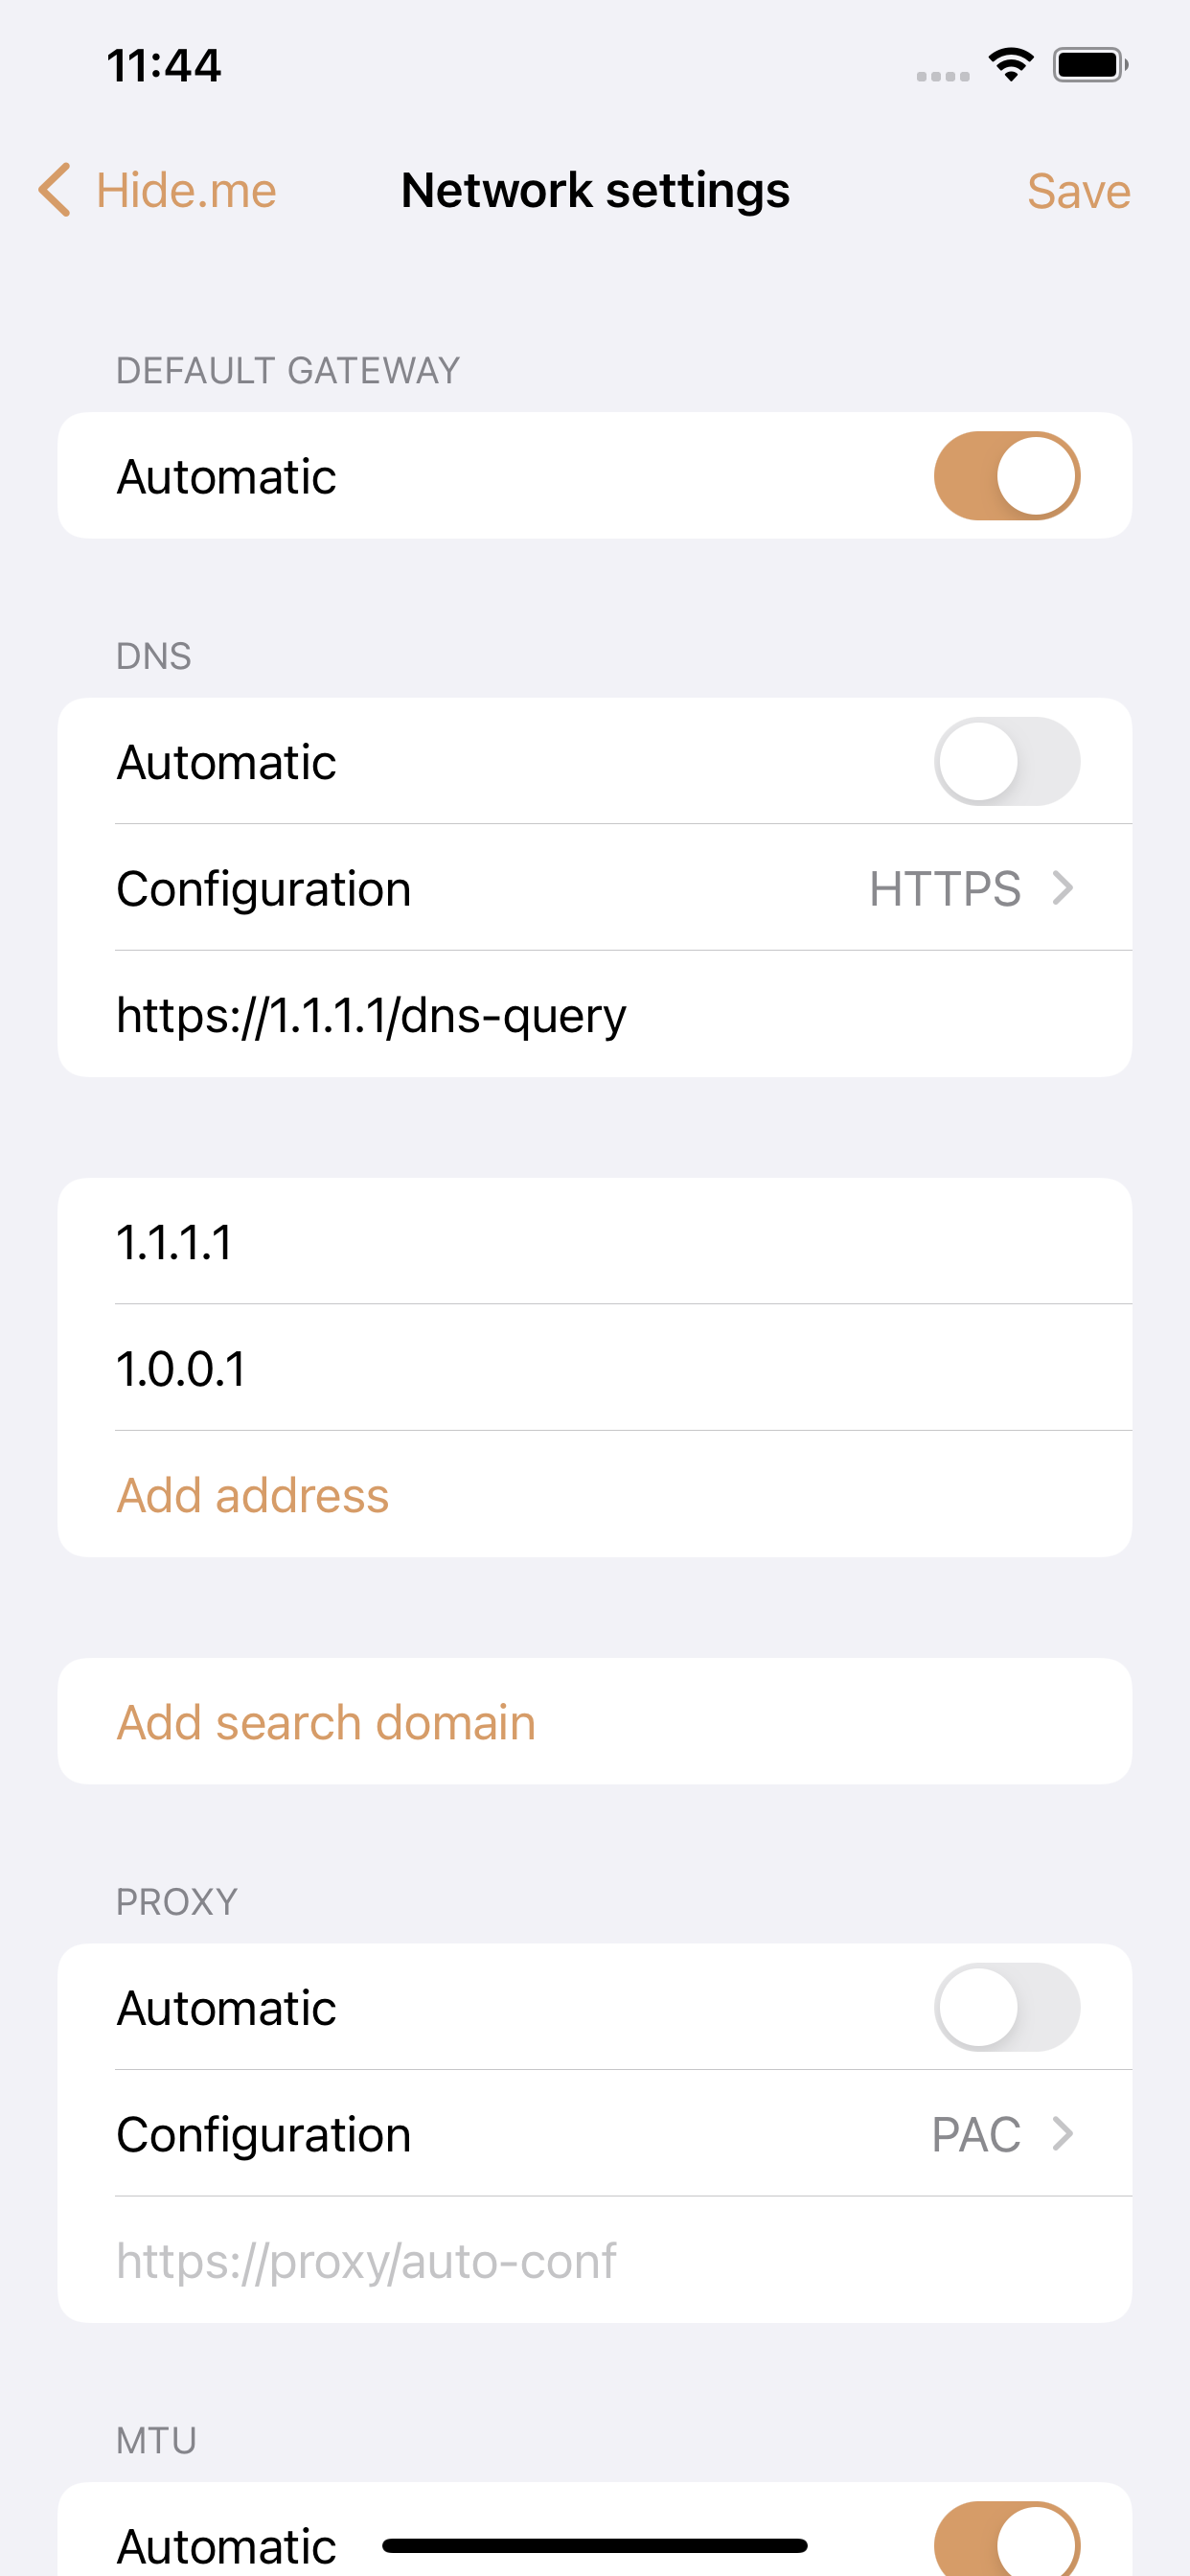 11:44
Hide.me Network settings Save
DEFAULT GATEWAY
Automatic
DNS
Automatic
Configuration HTTPS
https://1.1.1.1/dns-query
1.1.1.1
1.0.0.1
Add address
Add search domain
PROXY
Automatic
Configuration PAC
https://proxy/auto-conf
MTU
Automatic